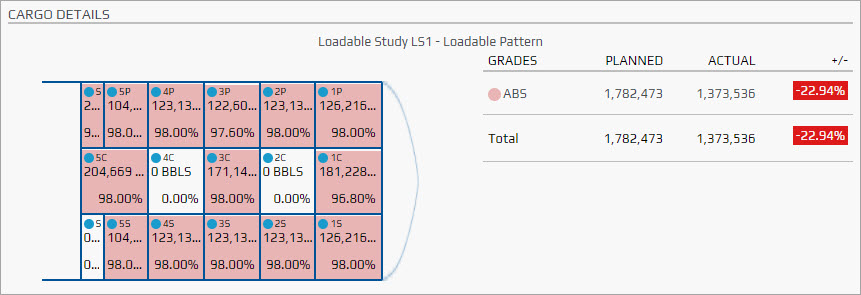 CARGO DETAILS
Loadable Study LS1 - Loadable Pattern
S 5P 4P 3P 2P 1P
2... 104,... 123,13... 122,60... 123,13... 126,216...
9... 98.0... 98.00% 97.60% 98.00% 98.00%
5C 4C 3C 2C 1C
204,669 ... 0 BBLS 171,14... 0 BBLS 181,228...
98.00% 0.00% 98.00% 0.00% 96.80%
S 5S 4S 3S 2S 1S
0... 104,... 123,13... 123,13... 123,13... 126,216...
0... 98.0... 98.00% 98.00% 98.00% 98.00%
GRADES PLANNED ACTUAL +/-
ABS 1,782,473 1,373,536 -22.94%
Total 1,782,473 1,373,536 -22.94%